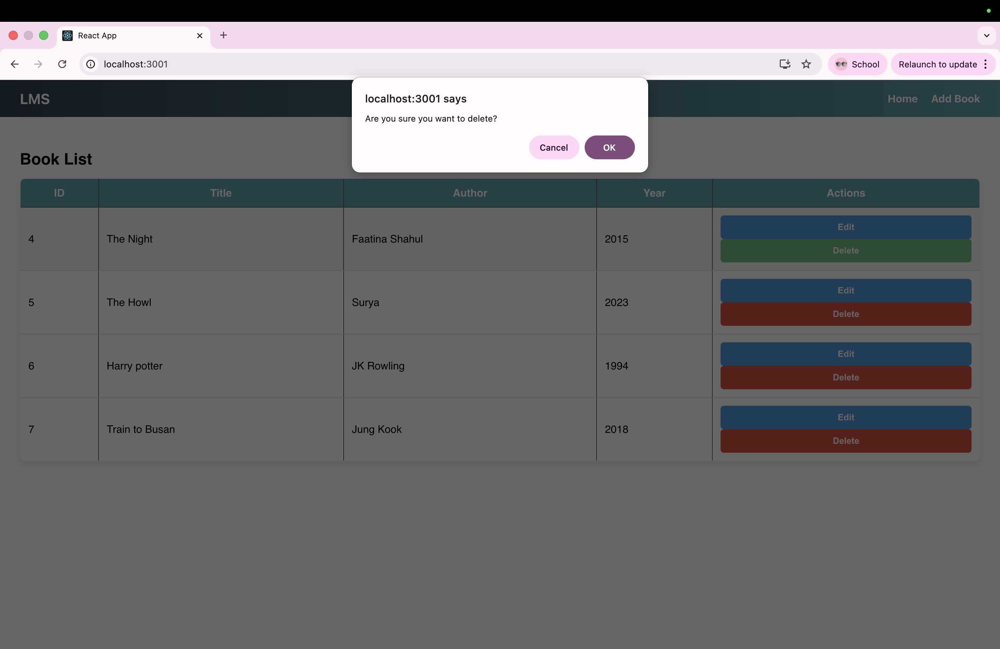 React App
localhost:3001
School
Relaunch to update
LMS
Home Add Book
localhost:3001 says
Are you sure you want to delete?
Cancel OK
Book List
ID Title Author Year Actions
4 The Night Faatina Shahul 2015
Edit
Delete
5 The Howl Surya 2023
Edit
Delete
6 Harry potter JK Rowling 1994
Edit
Delete
7 Train to Busan Jung Kook 2018
Edit
Delete